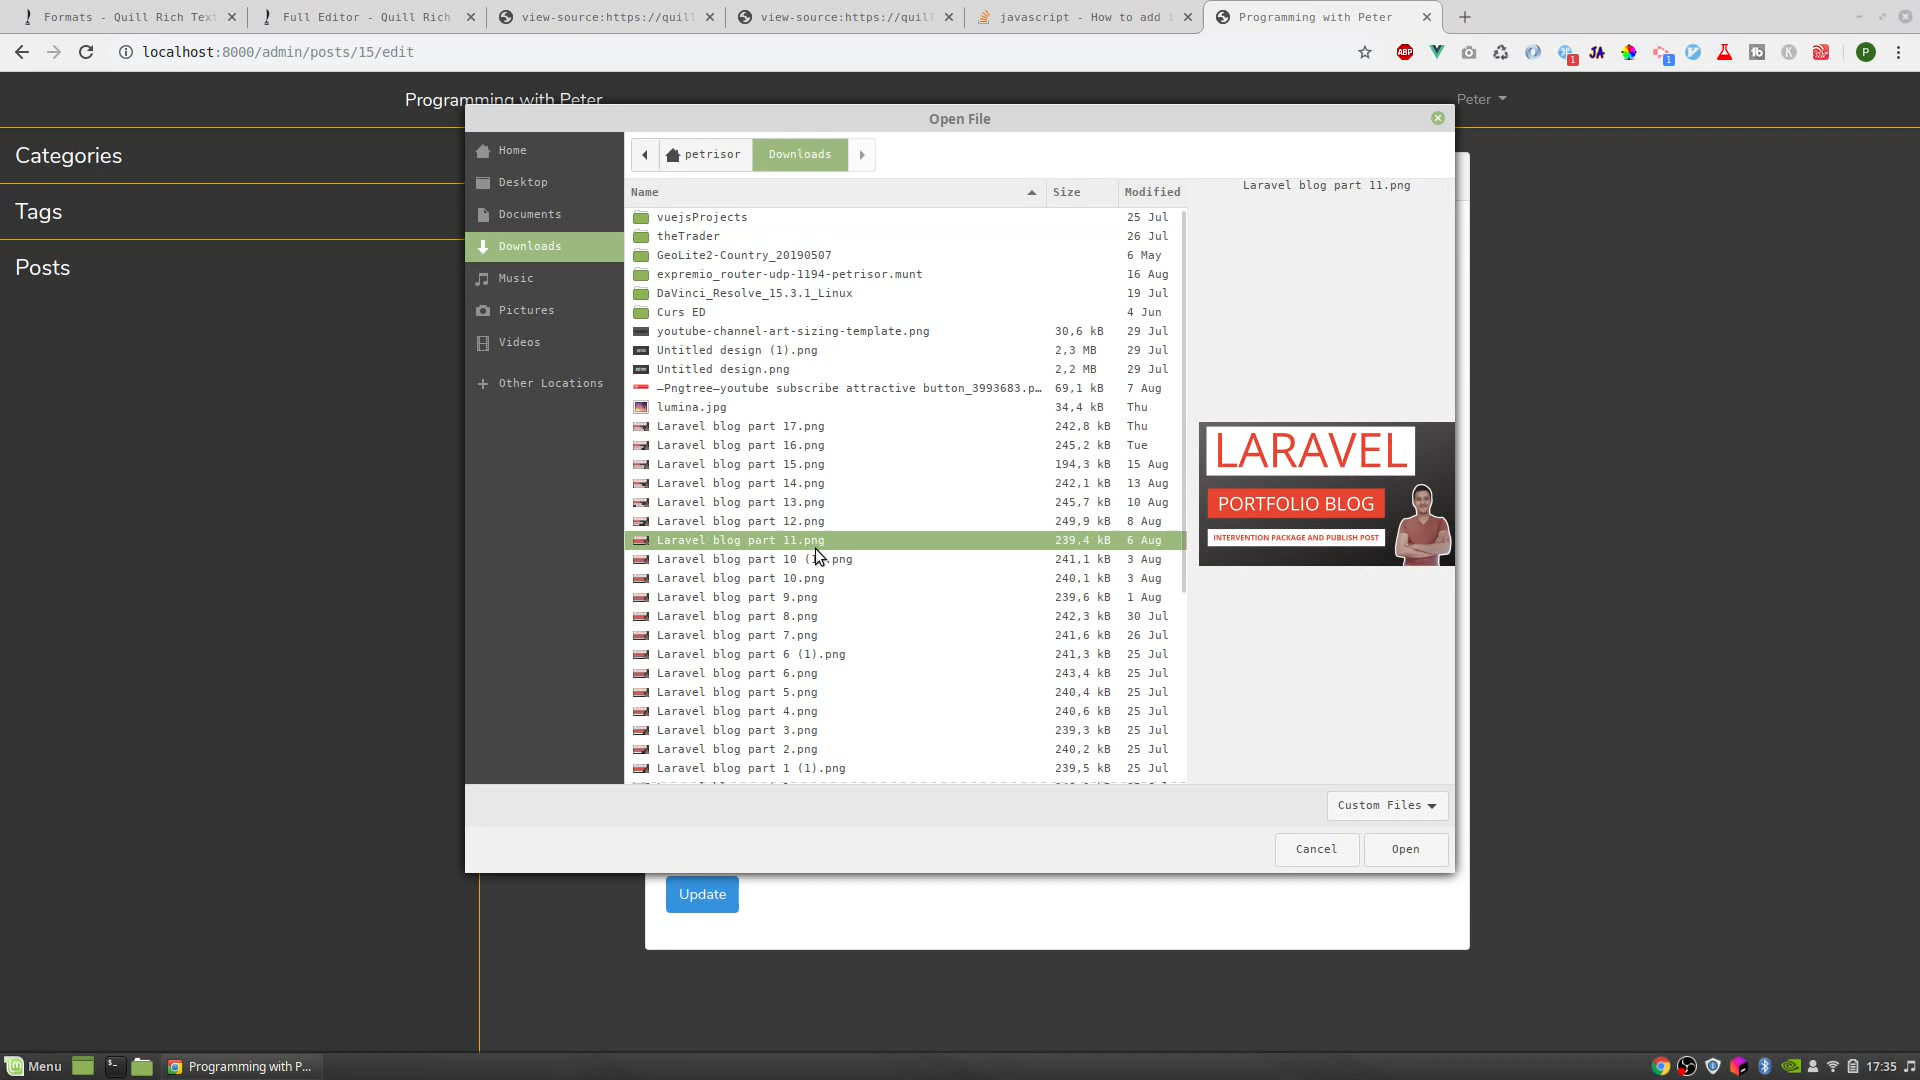 Formats - Quill Rich Tex
Full Editor - Quill Rich
view-source:https://quil
view-source:https://quil
javascript - How to add
Programming with Peter
localhost:8000/admin/posts/15/edit
ABP
1
JA
1
P
Programming with Peter
Peter
Categories
Tags
Posts
Open File
Home
Desktop
Documents
Downloads
Music
Pictures
Videos
Other Locations
petrisor
Downloads
Name Size Modified
vuejsProjects 25 Jul
theTrader 26 Jul
GeoLite2-Country_20190507 6 May
expremio_router-udp-1194-petrisor.munt 16 Aug
DaVinci_Resolve_15.3.1_Linux 19 Jul
Curs ED 4 Jun
youtube-channel-art-sizing-template.png 30,6 kB 29 Jul
Untitled design (1).png 2,3 MB 29 Jul
Untitled design.png 2,2 MB 29 Jul
—Pngtree—youtube subscribe attractive button_3993683.p… 69,1 kB 7 Aug
lumina.jpg 34,4 kB Thu
Laravel blog part 17.png 242,8 kB Thu
Laravel blog part 16.png 245,2 kB Tue
Laravel blog part 15.png 194,3 kB 15 Aug
Laravel blog part 14.png 242,1 kB 13 Aug
Laravel blog part 13.png 245,7 kB 10 Aug
Laravel blog part 12.png 249,9 kB 8 Aug
Laravel blog part 11.png 239,4 kB 6 Aug
Laravel blog part 10 (1).png 241,1 kB 3 Aug
Laravel blog part 10.png 240,1 kB 3 Aug
Laravel blog part 9.png 239,6 kB 1 Aug
Laravel blog part 8.png 242,3 kB 30 Jul
Laravel blog part 7.png 241,6 kB 26 Jul
Laravel blog part 6 (1).png 241,3 kB 25 Jul
Laravel blog part 6.png 243,4 kB 25 Jul
Laravel blog part 5.png 240,4 kB 25 Jul
Laravel blog part 4.png 240,6 kB 25 Jul
Laravel blog part 3.png 239,3 kB 25 Jul
Laravel blog part 2.png 240,2 kB 25 Jul
Laravel blog part 1 (1).png 239,5 kB 25 Jul
Laravel blog part 11.png
LARAVEL
PORTFOLIO BLOG
INTERVENTION PACKAGE AND PUBLISH POST
Custom Files
Cancel
Open
Update
Menu
Programming with P...
17:35